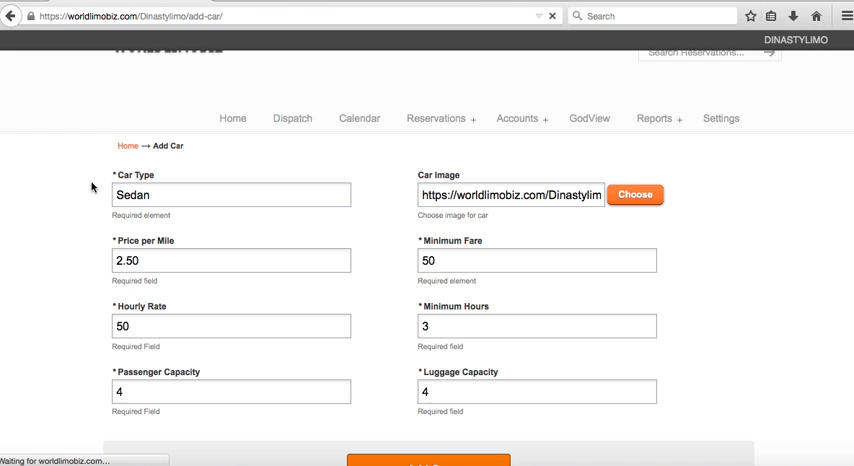 https://worldlimobiz.com/Dinastylimo/add-car/
Search
DINASTYLIMO
Search Reservations...
Home Dispatch Calendar Reservations + Accounts + GodView Reports + Settings
Home → Add Car
* Car Type
Car Image
Sedan
https://worldlimobiz.com/Dinastylim
Choose
Required element
Choose image for car
* Price per Mile
* Minimum Fare
2.50
50
Required field
Required element
* Hourly Rate
* Minimum Hours
50
3
Required Field
Required field
* Passenger Capacity
* Luggage Capacity
4
4
Required Field
Required field
Waiting for worldlimobiz.com...